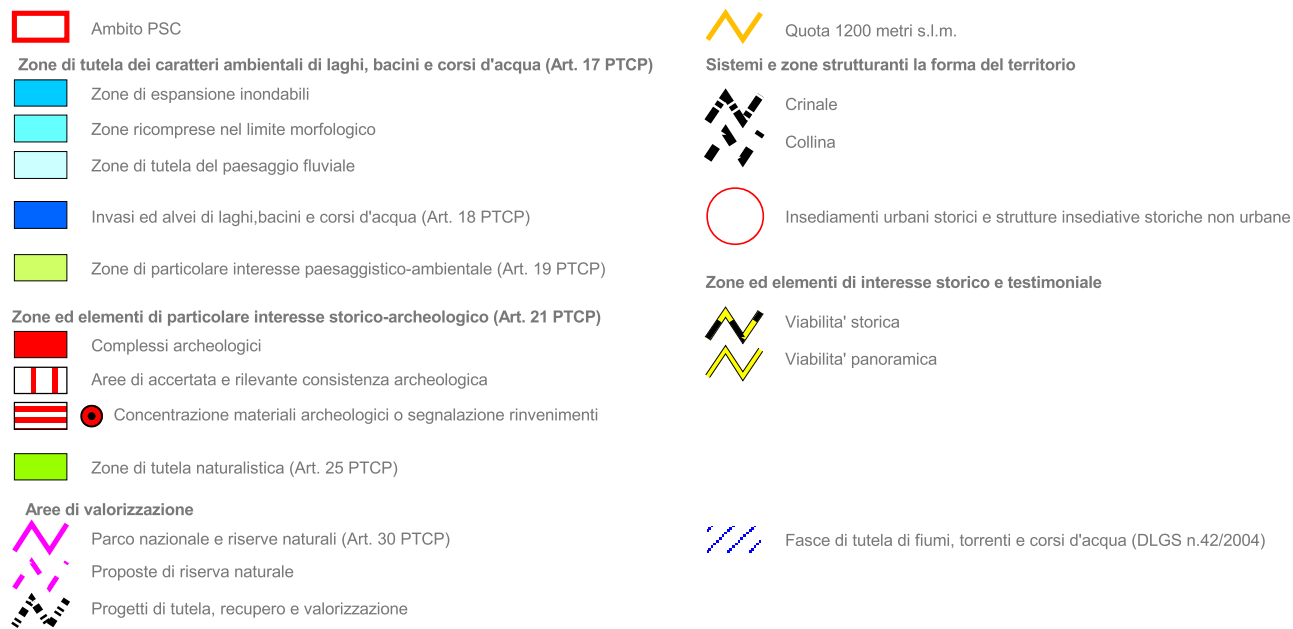 Ambito PSC
Zone di tutela dei caratteri ambientali di laghi, bacini e corsi d'acqua (Art. 17 PTCP)
Zone di espansione inondabili
Zone ricomprese nel limite morfologico
Zone di tutela del paesaggio fluviale
Invasi ed alvei di laghi,bacini e corsi d'acqua (Art. 18 PTCP)
Zone di particolare interesse paesaggistico-ambientale (Art. 19 PTCP)
Zone ed elementi di particolare interesse storico-archeologico (Art. 21 PTCP)
Complessi archeologici
Aree di accertata e rilevante consistenza archeologica
Concentrazione materiali archeologici o segnalazione rinvenimenti
Zone di tutela naturalistica (Art. 25 PTCP)
Aree di valorizzazione
Parco nazionale e riserve naturali (Art. 30 PTCP)
Proposte di riserva naturale
Progetti di tutela, recupero e valorizzazione
Quota 1200 metri s.l.m.
Sistemi e zone strutturanti la forma del territorio
Crinale
Collina
Insediamenti urbani storici e strutture insediative storiche non urbane
Zone ed elementi di interesse storico e testimoniale
Viabilita' storica
Viabilita' panoramica
Fasce di tutela di fiumi, torrenti e corsi d'acqua (DLGS n.42/2004)